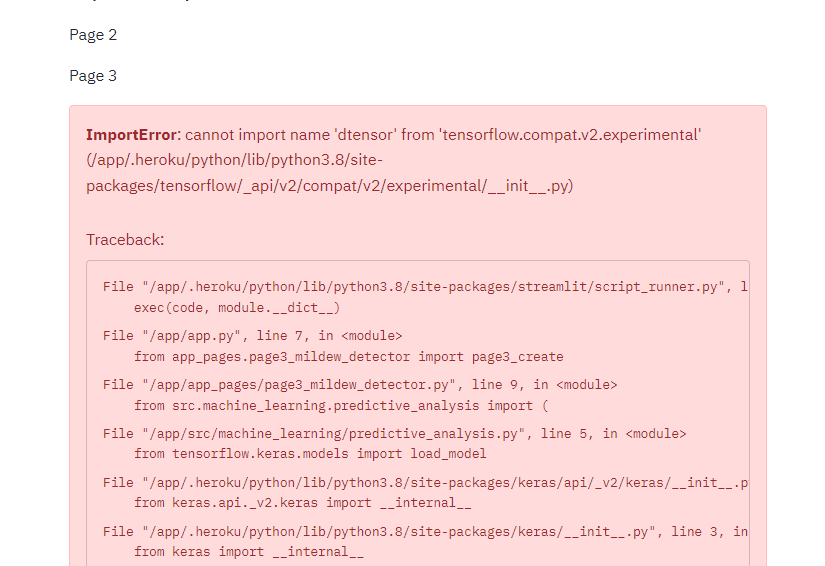 Page 2
Page 3
ImportError: cannot import name 'dtensor' from 'tensorflow.compat.v2.experimental'
(/app/.heroku/python/lib/python3.8/site-
packages/tensorflow/_api/v2/compat/v2/experimental/__init__.py)
Traceback:
File "/app/.heroku/python/lib/python3.8/site-packages/streamlit/script_runner.py", l
exec(code, module.__dict__)
File "/app/app.py", line 7, in <module>
from app_pages.page3_mildew_detector import page3_create
File "/app/app_pages/page3_mildew_detector.py", line 9, in <module>
from src.machine_learning.predictive_analysis import (
File "/app/src/machine_learning/predictive_analysis.py", line 5, in <module>
from tensorflow.keras.models import load_model
File "/app/.heroku/python/lib/python3.8/site-packages/keras/api/_v2/keras/__init__.p
from keras.api._v2.keras import __internal__
File "/app/.heroku/python/lib/python3.8/site-packages/keras/__init__.py", line 3, in
from keras import __internal__